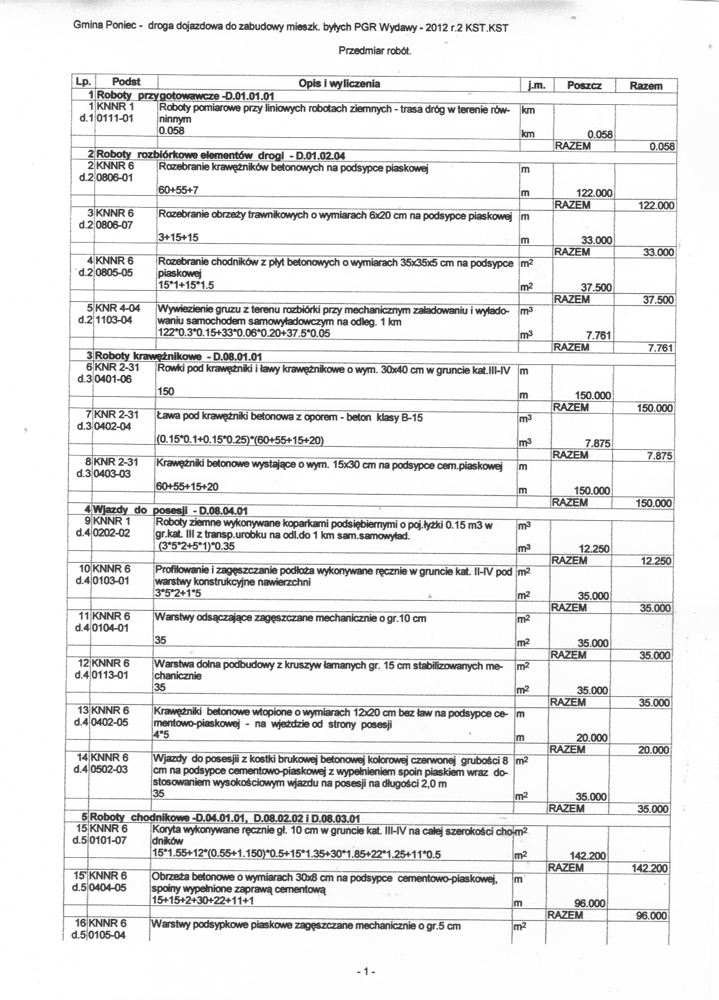 Gmina Poniec - droga dojazdowa do zabudowy mieszk. byłych PGR Wydawy - 2012 r.2 KST.KST
Przedmiar robót.
Lp. Podst Opis i wyliczenia j.m. Poszcz Razem
1 Roboty przygotowawcze -D.01.01.01
1 KNNR 1 Roboty pomiarowe przy liniowych robotach ziemnych - trasa dróg w terenie rów- km
d.1 0111-01 ninnym
0.058 km 0.058
RAZEM 0.058
2 Roboty rozbiórkowe elementów drogi - D.01.02.04
2 KNNR 6 Rozebranie krawężników betonowych na podsypce piaskowej m
d.2 0806-01
60+55+7 m 122.000
RAZEM 122.000
3 KNNR 6 Rozebranie obrzeży trawnikowych o wymiarach 6x20 cm na podsypce piaskowej m
d.2 0806-07
3+15+15 m 33.000
RAZEM 33.000
4 KNNR 6 Rozebranie chodników z płyt betonowych o wymiarach 35x35x5 cm na podsypce m2
d.2 0805-05 piaskowej
15*1+15*1.5 m2 37.500
RAZEM 37.500
5 KNR 4-04 Wywiezienie gruzu z terenu rozbiórki przy mechanicznym załadowaniu i wyłado- m3
d.2 1103-04 waniu samochodem samowyładowczym na odleg. 1 km
122*0.3*0.15+33*0.06*0.20+37.5*0.05 m3 7.761
RAZEM 7.761
3 Roboty krawężnikowe - D.08.01.01
6 KNR 2-31 Rowki pod krawężniki i ławy krawężnikowe o wym. 30x40 cm w gruncie kat.III-IV m
d.3 0401-06
150 m 150.000
RAZEM 150.000
7 KNR 2-31 Ława pod krawężniki betonowa z oporem - beton klasy B-15 m3
d.3 0402-04
(0.15*0.1+0.15*0.25)*(60+55+15+20) m3 7.875
RAZEM 7.875
8 KNR 2-31 Krawężniki betonowe wystające o wym. 15x30 cm na podsypce cem.piaskowej m
d.3 0403-03
60+55+15+20 m 150.000
RAZEM 150.000
4 Wjazdy do posesji - D.08.04.01
9 KNNR 1 Roboty ziemne wykonywane koparkami podsiębiernymi o poj.łyżki 0.15 m3 w m3
d.4 0202-02 gr.kat. III z transp.urobku na odl.do 1 km sam.samowyład.
(3*5*2+5*1)*0.35 m3 12.250
RAZEM 12.250
10 KNNR 6 Profilowanie i zagęszczanie podłoża wykonywane ręcznie w gruncie kat. II-IV pod m2
d.4 0103-01 warstwy konstrukcyjne nawierzchni
3*5*2+1*5 m2 35.000
RAZEM 35.000
11 KNNR 6 Warstwy odsączające zagęszczane mechanicznie o gr.10 cm m2
d.4 0104-01
35 m2 35.000
RAZEM 35.000
12 KNNR 6 Warstwa dolna podbudowy z kruszyw łamanych gr. 15 cm stabilizowanych me- m2
d.4 0113-01 chanicznie
35 m2 35.000
RAZEM 35.000
13 KNNR 6 Krawężniki betonowe wtopione o wymiarach 12x20 cm bez ław na podsypce ce- m
d.4 0402-05 mentowo-piaskowej - na wjeździe od strony posesji
4*5 m 20.000
RAZEM 20.000
14 KNNR 6 Wjazdy do posesjii z kostki brukowej betonowej kolorowej czerwonej grubości 8 m2
d.4 0502-03 cm na podsypce cementowo-piaskowej z wypełnieniem spoin piaskiem wraz do-
stosowaniem wysokościowym wjazdu na posesji na długości 2,0 m
35 m2 35.000
RAZEM 35.000
5 Roboty chodnikowe -D.04.01.01, D.08.02.02 i D.08.03.01
15 KNNR 6 Koryta wykonywane ręcznie gł. 10 cm w gruncie kat. III-IV na całej szerokości cho- m2
d.5 0101-07 dników
15*1.55+12*(0.55+1.150)*0.5+15*1.35+30*1.85+22*1.25+11*0.5 m2 142.200
RAZEM 142.200
15' KNNR 6 Obrzeża betonowe o wymiarach 30x8 cm na podsypce cementowo-piaskowej, m
d.5 0404-05 spoiny wypełnione zaprawą cementową
15+15+2+30+22+11+1 m 96.000
RAZEM 96.000
16 KNNR 6 Warstwy podsypkowe piaskowe zagęszczane mechanicznie o gr.5 cm m2
d.5 0105-04
- 1 -